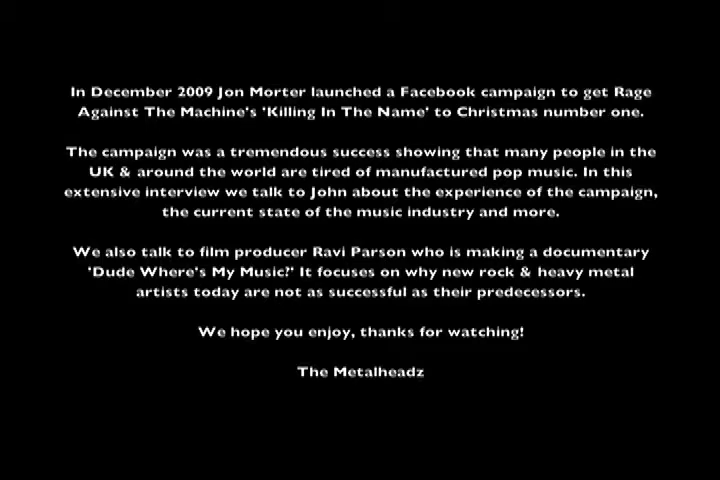 In December 2009 Jon Morter launched a Facebook campaign to get Rage
Against The Machine's 'Killing In The Name' to Christmas number one.
The campaign was a tremendous success showing that many people in the
UK & around the world are tired of manufactured pop music. In this
extensive interview we talk to John about the experience of the campaign,
the current state of the music industry and more.
We also talk to film producer Ravi Parson who is making a documentary
'Dude Where's My Music?' It focuses on why new rock & heavy metal
artists today are not as successful as their predecessors.
We hope you enjoy, thanks for watching!
The Metalheadz